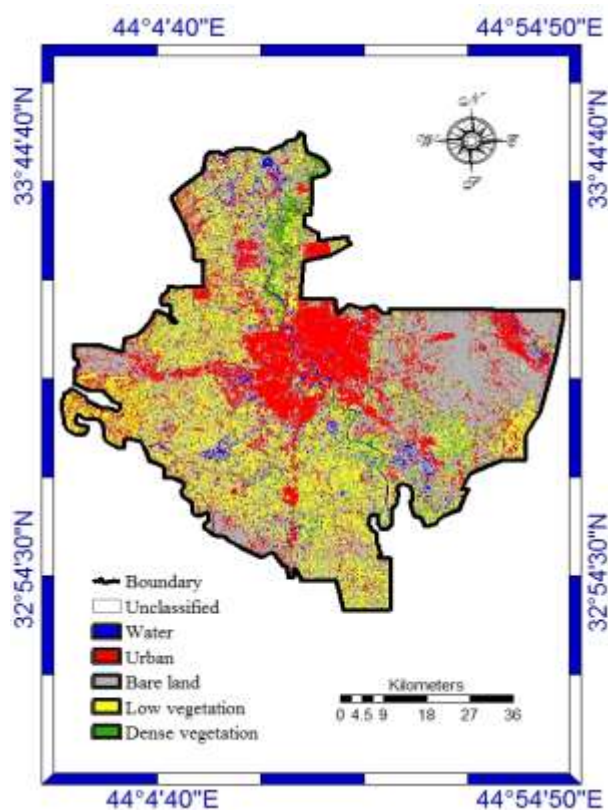 44°4'40"E 44°54'50"E
33°44'40"N
33°44'40"N
N
W E
S
32°54'30"N
32°54'30"N
Boundary
Unclassified
Water
Urban
Bare land
Low vegetation
Dense vegetation
Kilometers
0 4.5 9 18 27 36
44°4'40"E 44°54'50"E